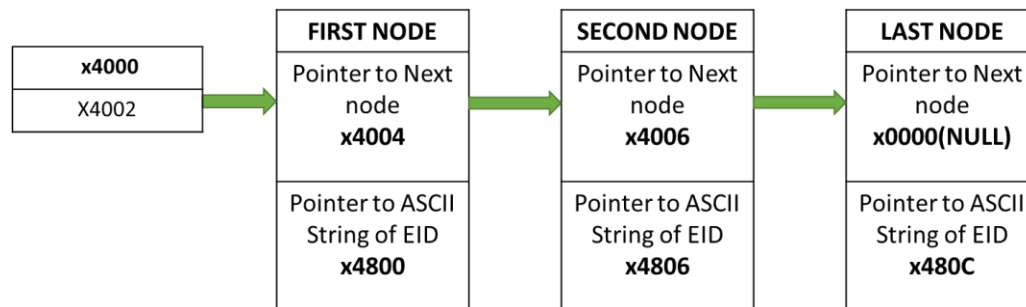 x4000
X4002
FIRST NODE
Pointer to Next
node
x4004
Pointer to ASCII
String of EID
x4800
SECOND NODE
Pointer to Next
node
x4006
Pointer to ASCII
String of EID
x4806
LAST NODE
Pointer to Next
node
x0000(NULL)
Pointer to ASCII
String of EID
x480C